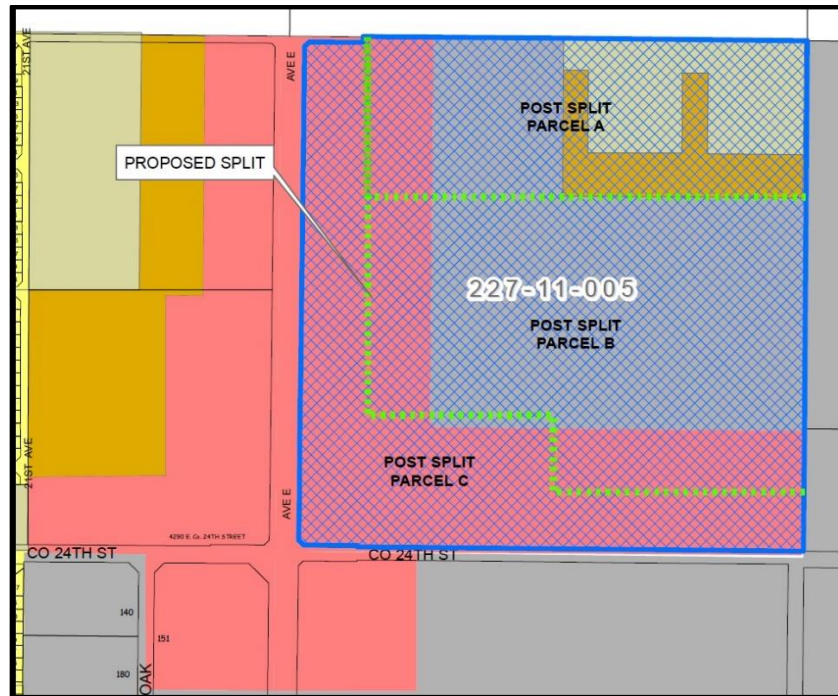 21ST AVE
AVE E
POST SPLIT
PARCEL A
PROPOSED SPLIT
227-11-005
POST SPLIT
PARCEL B
21ST AVE
AVE E
POST SPLIT
PARCEL C
4290 E. Co. 24TH STREET
CO 24TH ST
CO 24TH ST
140
151
180
OAK